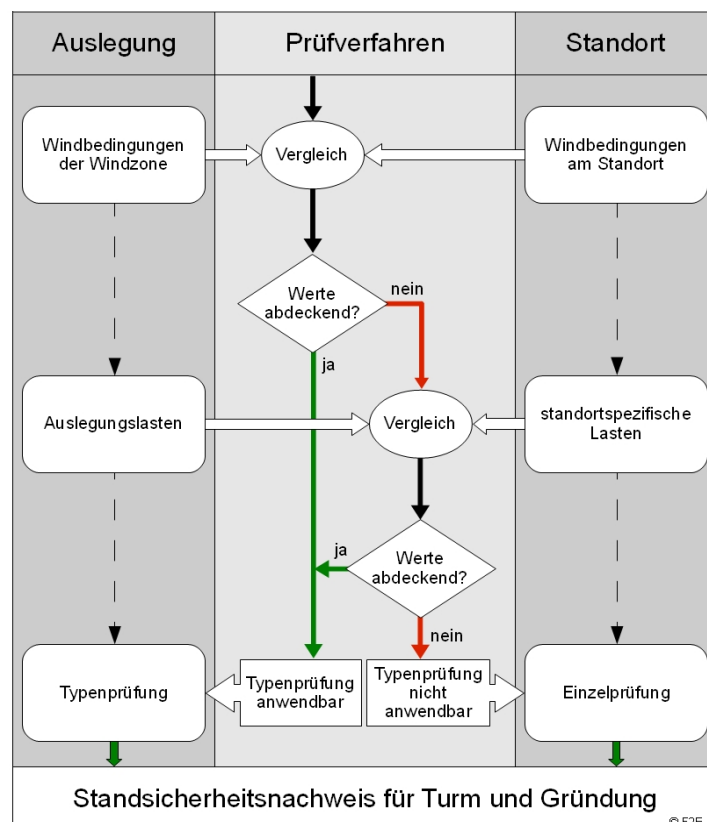 Auslegung
Prüfverfahren
Standort
Windbedingungen
der Windzone
Vergleich
Windbedingungen
am Standort
Werte
abdeckend?
nein
ja
Auslegungslasten
Vergleich
standortspezifische
Lasten
ja
Werte
abdeckend?
nein
Typenprüfung
Typenprüfung
anwendbar
Typenprüfung
nicht
anwendbar
Einzelprüfung
Standsicherheitsnachweis für Turm und Gründung